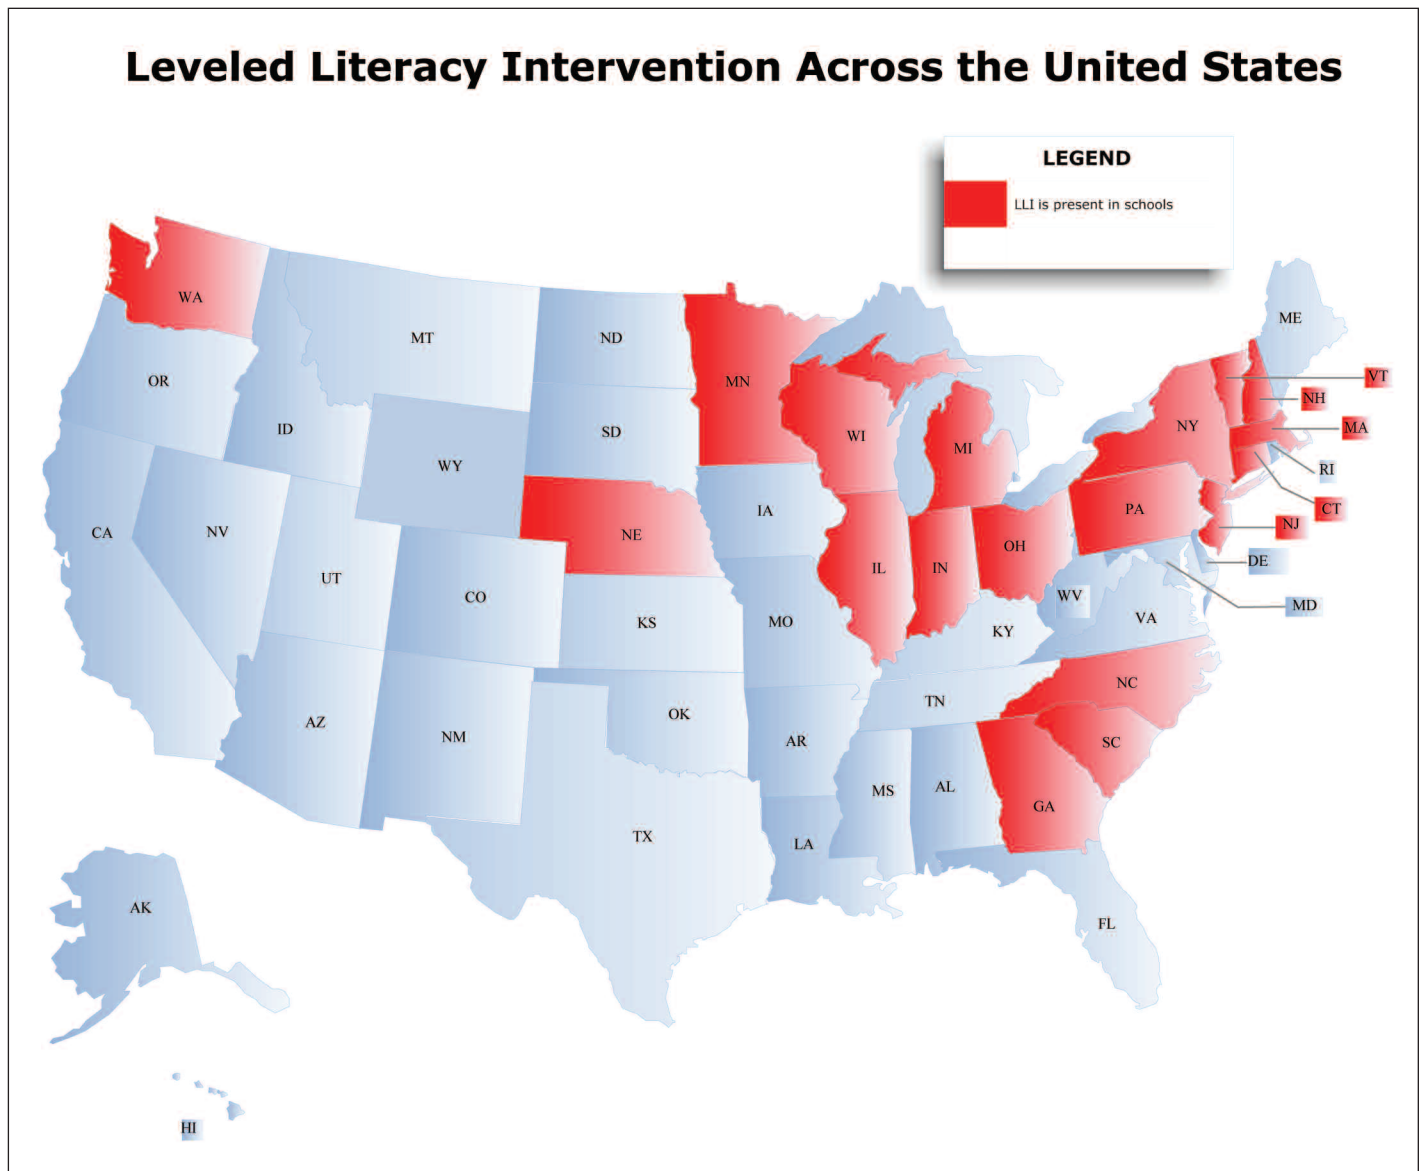 Leveled Literacy Intervention Across the United States
LEGEND
LLI is present in schools
WA
MT
ND
MN
ME
OR
ID
WY
SD
WI
MI
NY
VT
NH
MA
RI
CT
NJ
CA
NV
UT
CO
NE
IA
IL
IN
OH
PA
DE
MD
KS
MO
KY
WV
VA
AZ
NM
OK
AR
TN
NC
SC
TX
LA
MS
AL
GA
FL
AK
HI